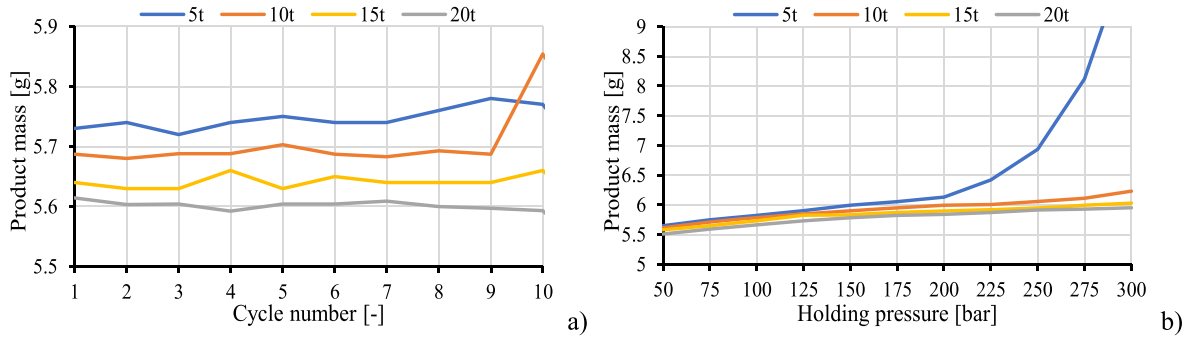 5t 10t 15t 20t
5.9
5.8
5.7
5.6
5.5
Product mass [g]
1 2 3 4 5 6 7 8 9 10
Cycle number [-]
a)
5t 10t 15t 20t
9
8.5
8
7.5
7
6.5
6
5.5
5
Product mass [g]
50 75 100 125 150 175 200 225 250 275 300
Holding pressure [bar]
b)